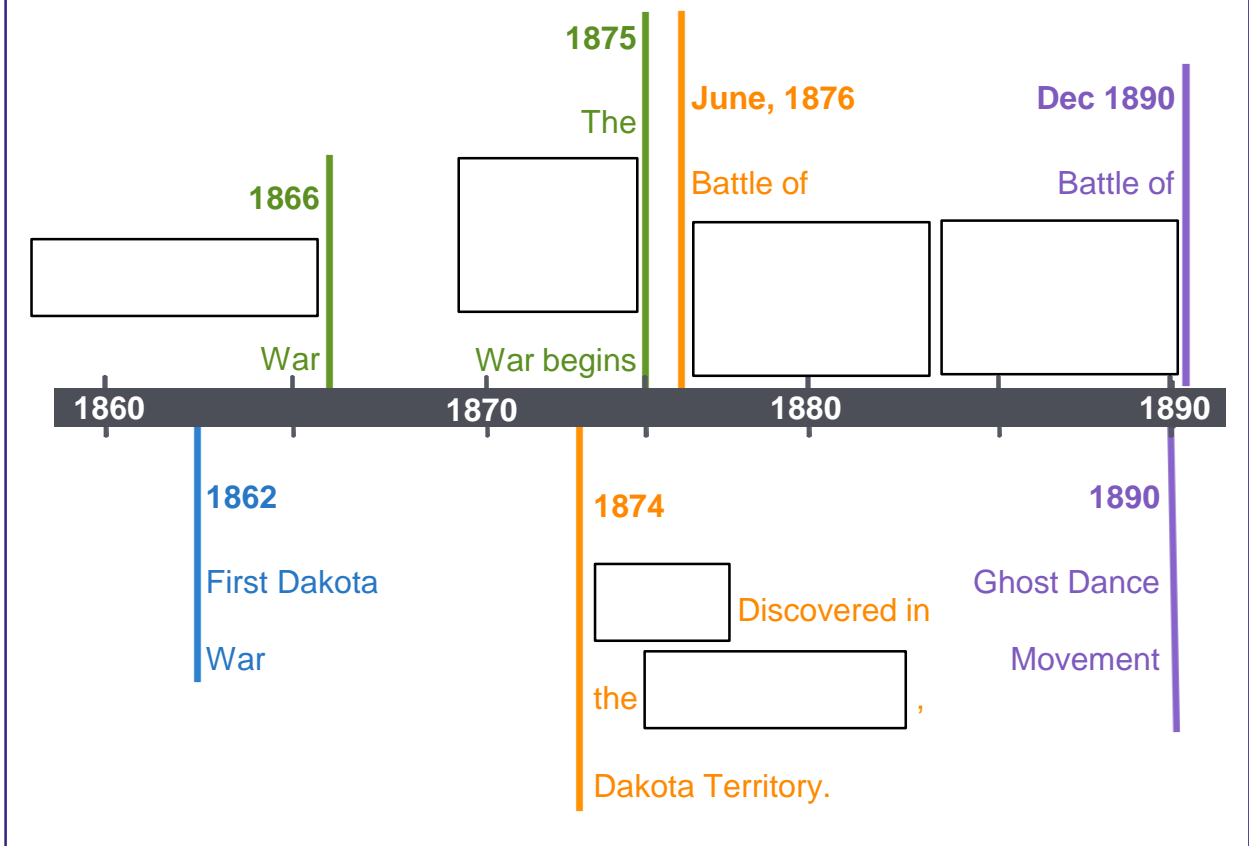 1875
The
War begins
June, 1876
Battle of
Dec 1890
Battle of
1866
War
1860
1870
1880
1890
1862
First Dakota
War
1874
Discovered in
the ,
Dakota Territory.
1890
Ghost Dance
Movement